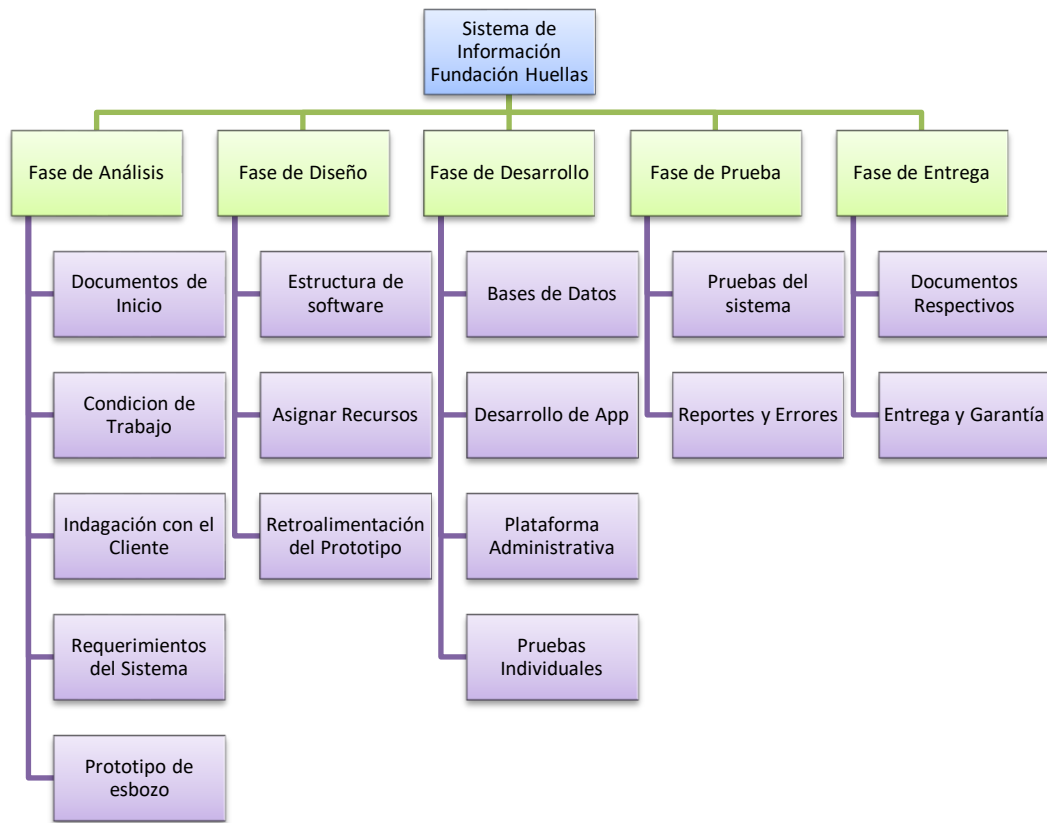 Sistema de
Información
Fundación Huellas
Fase de Análisis
Documentos de
Inicio
Condicion de
Trabajo
Indagación con el
Cliente
Requerimientos
del Sistema
Prototipo de
esbozo
Fase de Diseño
Estructura de
software
Asignar Recursos
Retroalimentación
del Prototipo
Fase de Desarrollo
Bases de Datos
Desarrollo de App
Plataforma
Administrativa
Pruebas
Individuales
Fase de Prueba
Pruebas del
sistema
Reportes y Errores
Fase de Entrega
Documentos
Respectivos
Entrega y Garantía